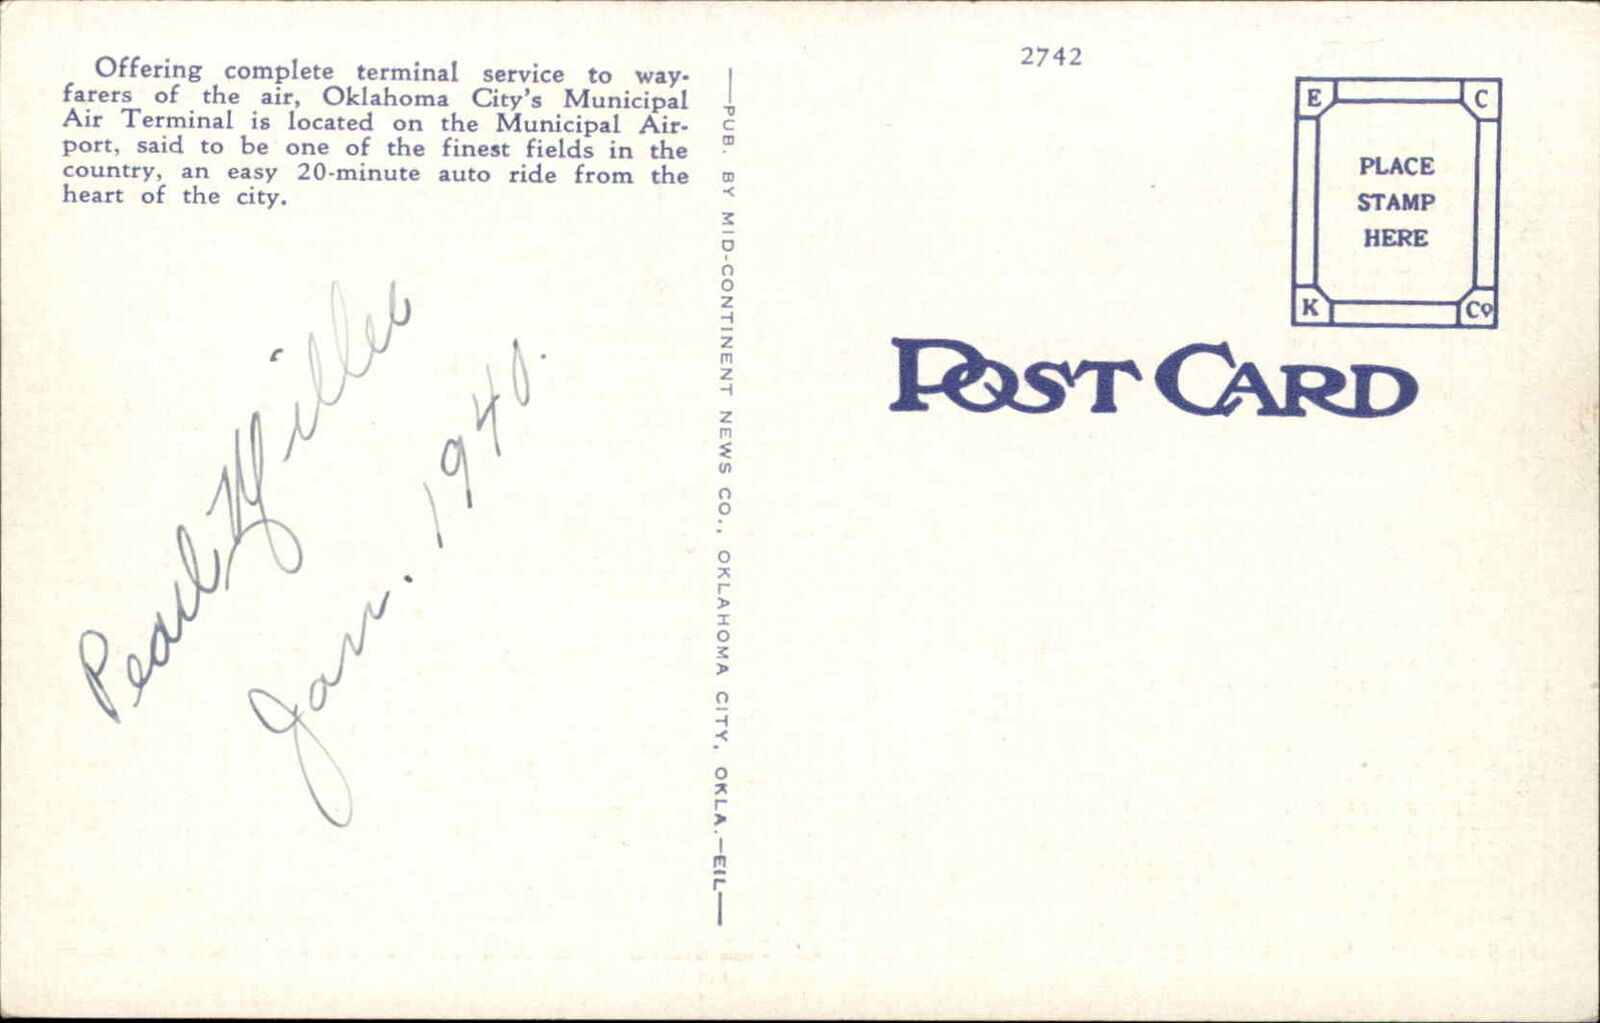 Offering complete terminal service to way-
farers of the air, Oklahoma City's Municipal
Air Terminal is located on the Municipal Air-
port, said to be one of the finest fields in the
country, an easy 20-minute auto ride from the
heart of the city.
Pearl Miller
Jan. 1940.
—PUB. BY MID-CONTINENT NEWS CO., OKLAHOMA CITY, OKLA.—EIL—
2742
E C
PLACE
STAMP
HERE
K Co
POST CARD